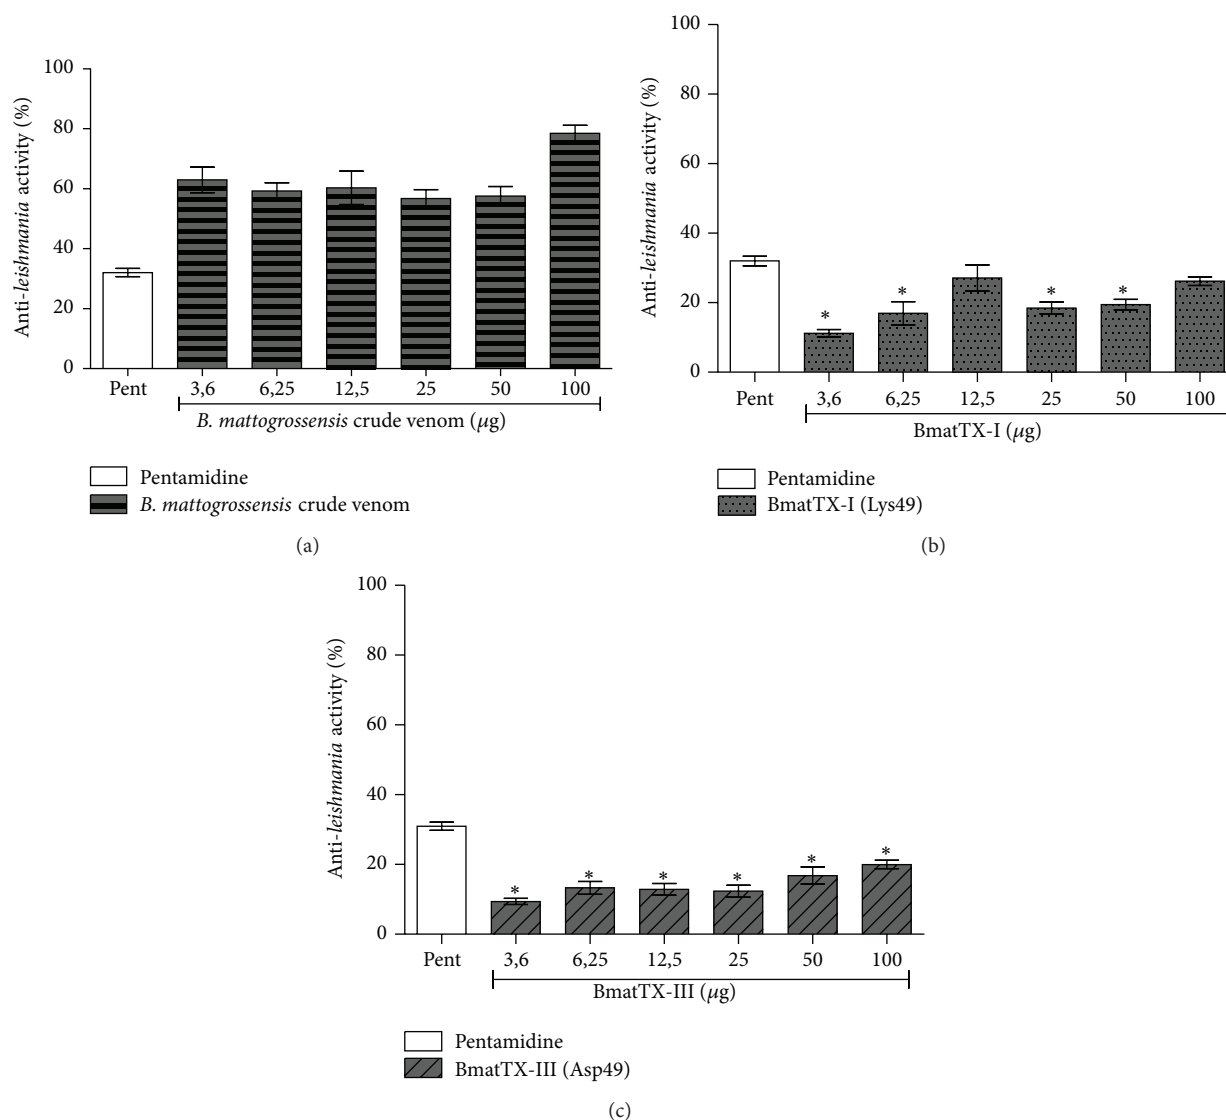 100
80
60
40
20
0
Anti-leishmania activity (%)
Pent 3,6 6,25 12,5 25 50 100
B. mattogrossensis crude venom (μg)
Pentamidine
B. mattogrossensis crude venom
(a)
100
80
60
40
20
0
Anti-leishmania activity (%)
* * * *
Pent 3,6 6,25 12,5 25 50 100
BmatTX-I (μg)
Pentamidine
BmatTX-I (Lys49)
(b)
100
80
60
40
20
0
Anti-leishmania activity (%)
* * * * * *
Pent 3,6 6,25 12,5 25 50 100
BmatTX-III (μg)
Pentamidine
BmatTX-III (Asp49)
(c)